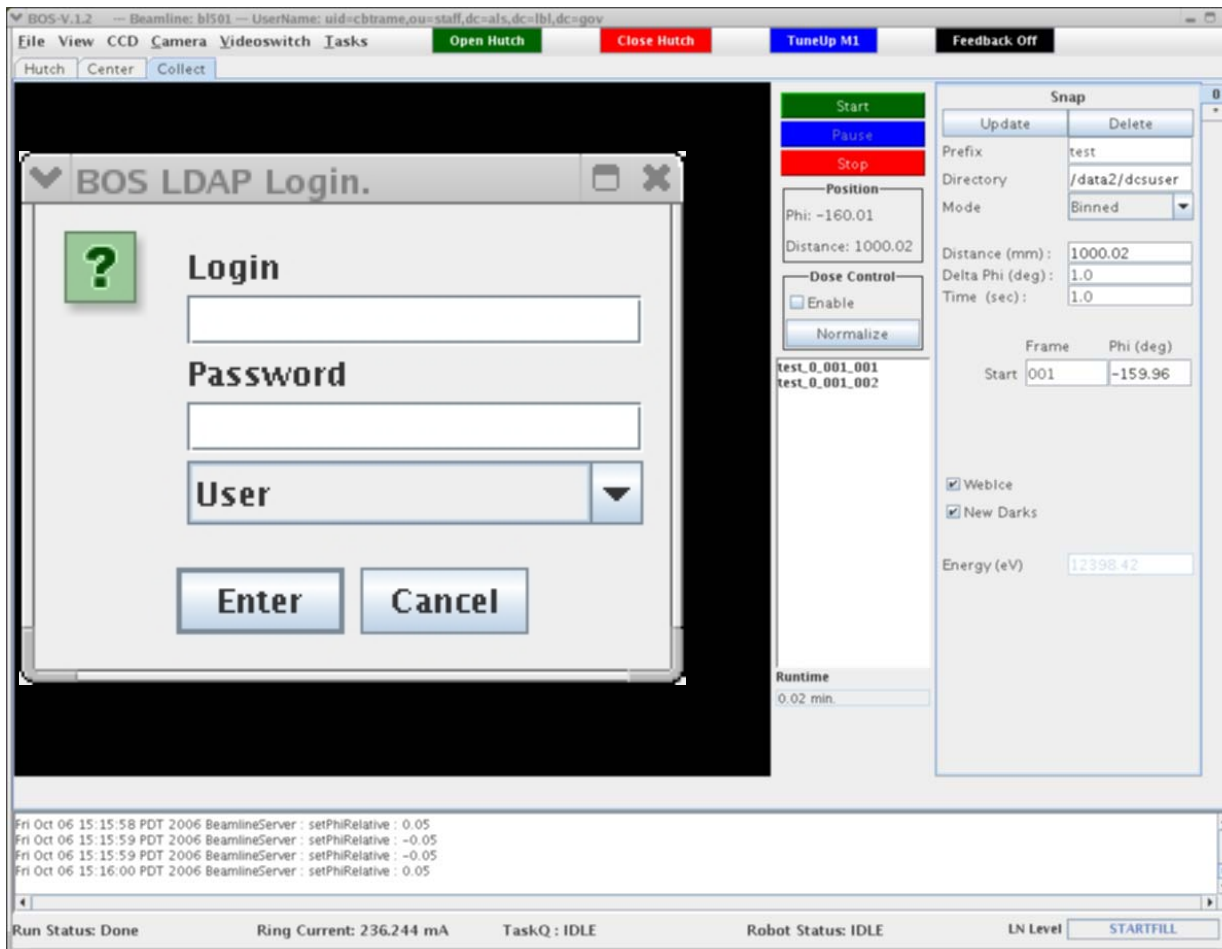 BOS-V.1.2 --- Beamline: bl501 --- UserName: uid=cbtrame,ou=staff,dc=als,dc=lbl,dc=gov
File View CCD Camera Videoswitch Tasks Open Hutch Close Hutch TuneUp M1 Feedback Off
Hutch Center Collect
BOS LDAP Login.
?
Login
Password
User
Enter Cancel
Start
Pause
Stop
Position
Phi: -160.01
Distance: 1000.02
Dose Control
Enable
Normalize
test_0_001_001
test_0_001_002
Runtime
0.02 min.
Snap
0
Update Delete
Prefix test
Directory /data2/dcsuser
Mode Binned
Distance (mm) : 1000.02
Delta Phi (deg) : 1.0
Time (sec) : 1.0
Frame Phi (deg)
Start 001 -159.96
WebIce
New Darks
Energy (eV) 12398.42
Fri Oct 06 15:15:58 PDT 2006 BeamlineServer : setPhiRelative : 0.05
Fri Oct 06 15:15:59 PDT 2006 BeamlineServer : setPhiRelative : -0.05
Fri Oct 06 15:15:59 PDT 2006 BeamlineServer : setPhiRelative : -0.05
Fri Oct 06 15:16:00 PDT 2006 BeamlineServer : setPhiRelative : 0.05
Run Status: Done Ring Current: 236.244 mA TaskQ : IDLE Robot Status: IDLE LN Level STARTFILL